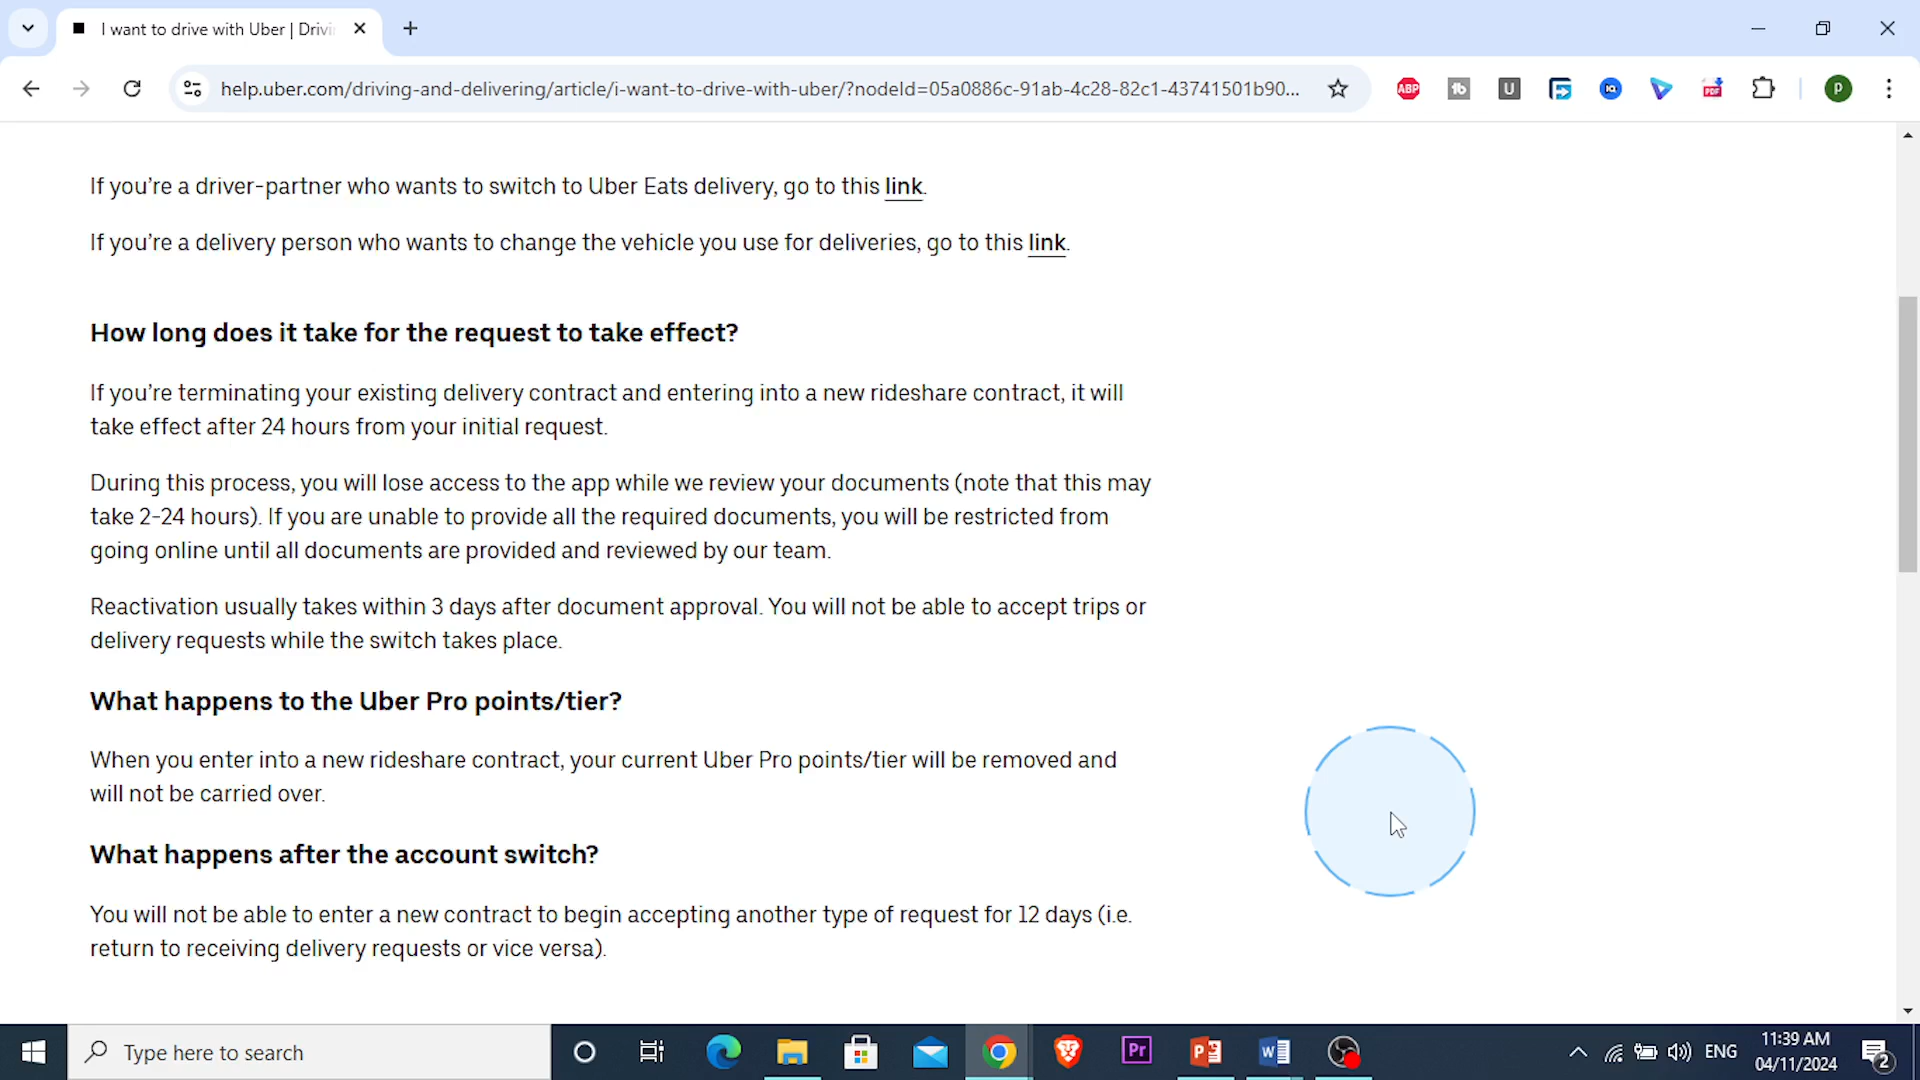 I want to drive with Uber | Drivi
help.uber.com/driving-and-delivering/article/i-want-to-drive-with-uber/?nodeId=05a0886c-91ab-4c28-82c1-43741501b90...
ABP
tb
U
IQ
PDF
P
If you’re a driver-partner who wants to switch to Uber Eats delivery, go to this link.
If you’re a delivery person who wants to change the vehicle you use for deliveries, go to this link.
How long does it take for the request to take effect?
If you’re terminating your existing delivery contract and entering into a new rideshare contract, it will
take effect after 24 hours from your initial request.
During this process, you will lose access to the app while we review your documents (note that this may
take 2-24 hours). If you are unable to provide all the required documents, you will be restricted from
going online until all documents are provided and reviewed by our team.
Reactivation usually takes within 3 days after document approval. You will not be able to accept trips or
delivery requests while the switch takes place.
What happens to the Uber Pro points/tier?
When you enter into a new rideshare contract, your current Uber Pro points/tier will be removed and
will not be carried over.
What happens after the account switch?
You will not be able to enter a new contract to begin accepting another type of request for 12 days (i.e.
return to receiving delivery requests or vice versa).
Type here to search
Pr
P
W
ENG
11:39 AM
04/11/2024
2